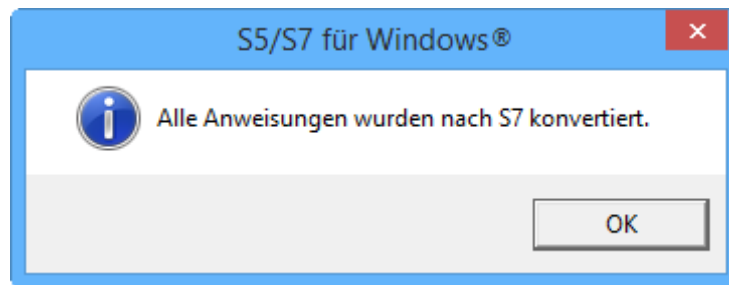 S5/S7 für Windows®
Alle Anweisungen wurden nach S7 konvertiert.
OK